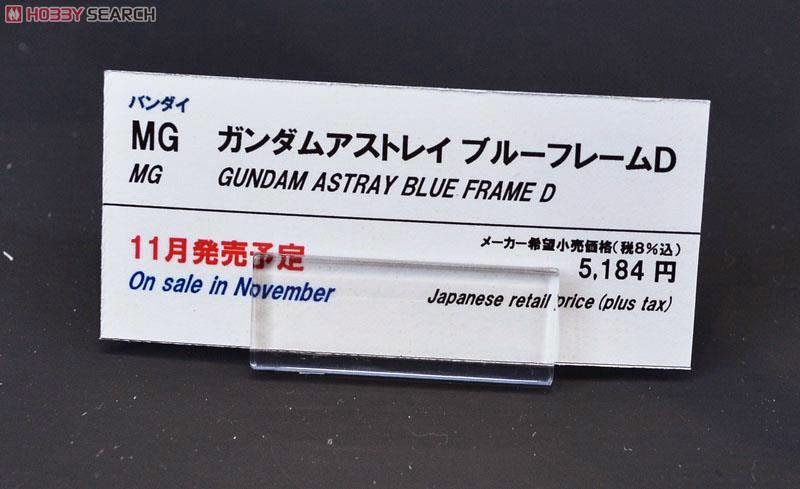 HOBBY SEARCH
バンダイ
MG ガンダムアストレイ ブルーフレームD
MG GUNDAM ASTRAY BLUE FRAME D
11月発売予定
On sale in November
メーカー希望小売価格(税8%込)
5,184 円
Japanese retail price (plus tax)